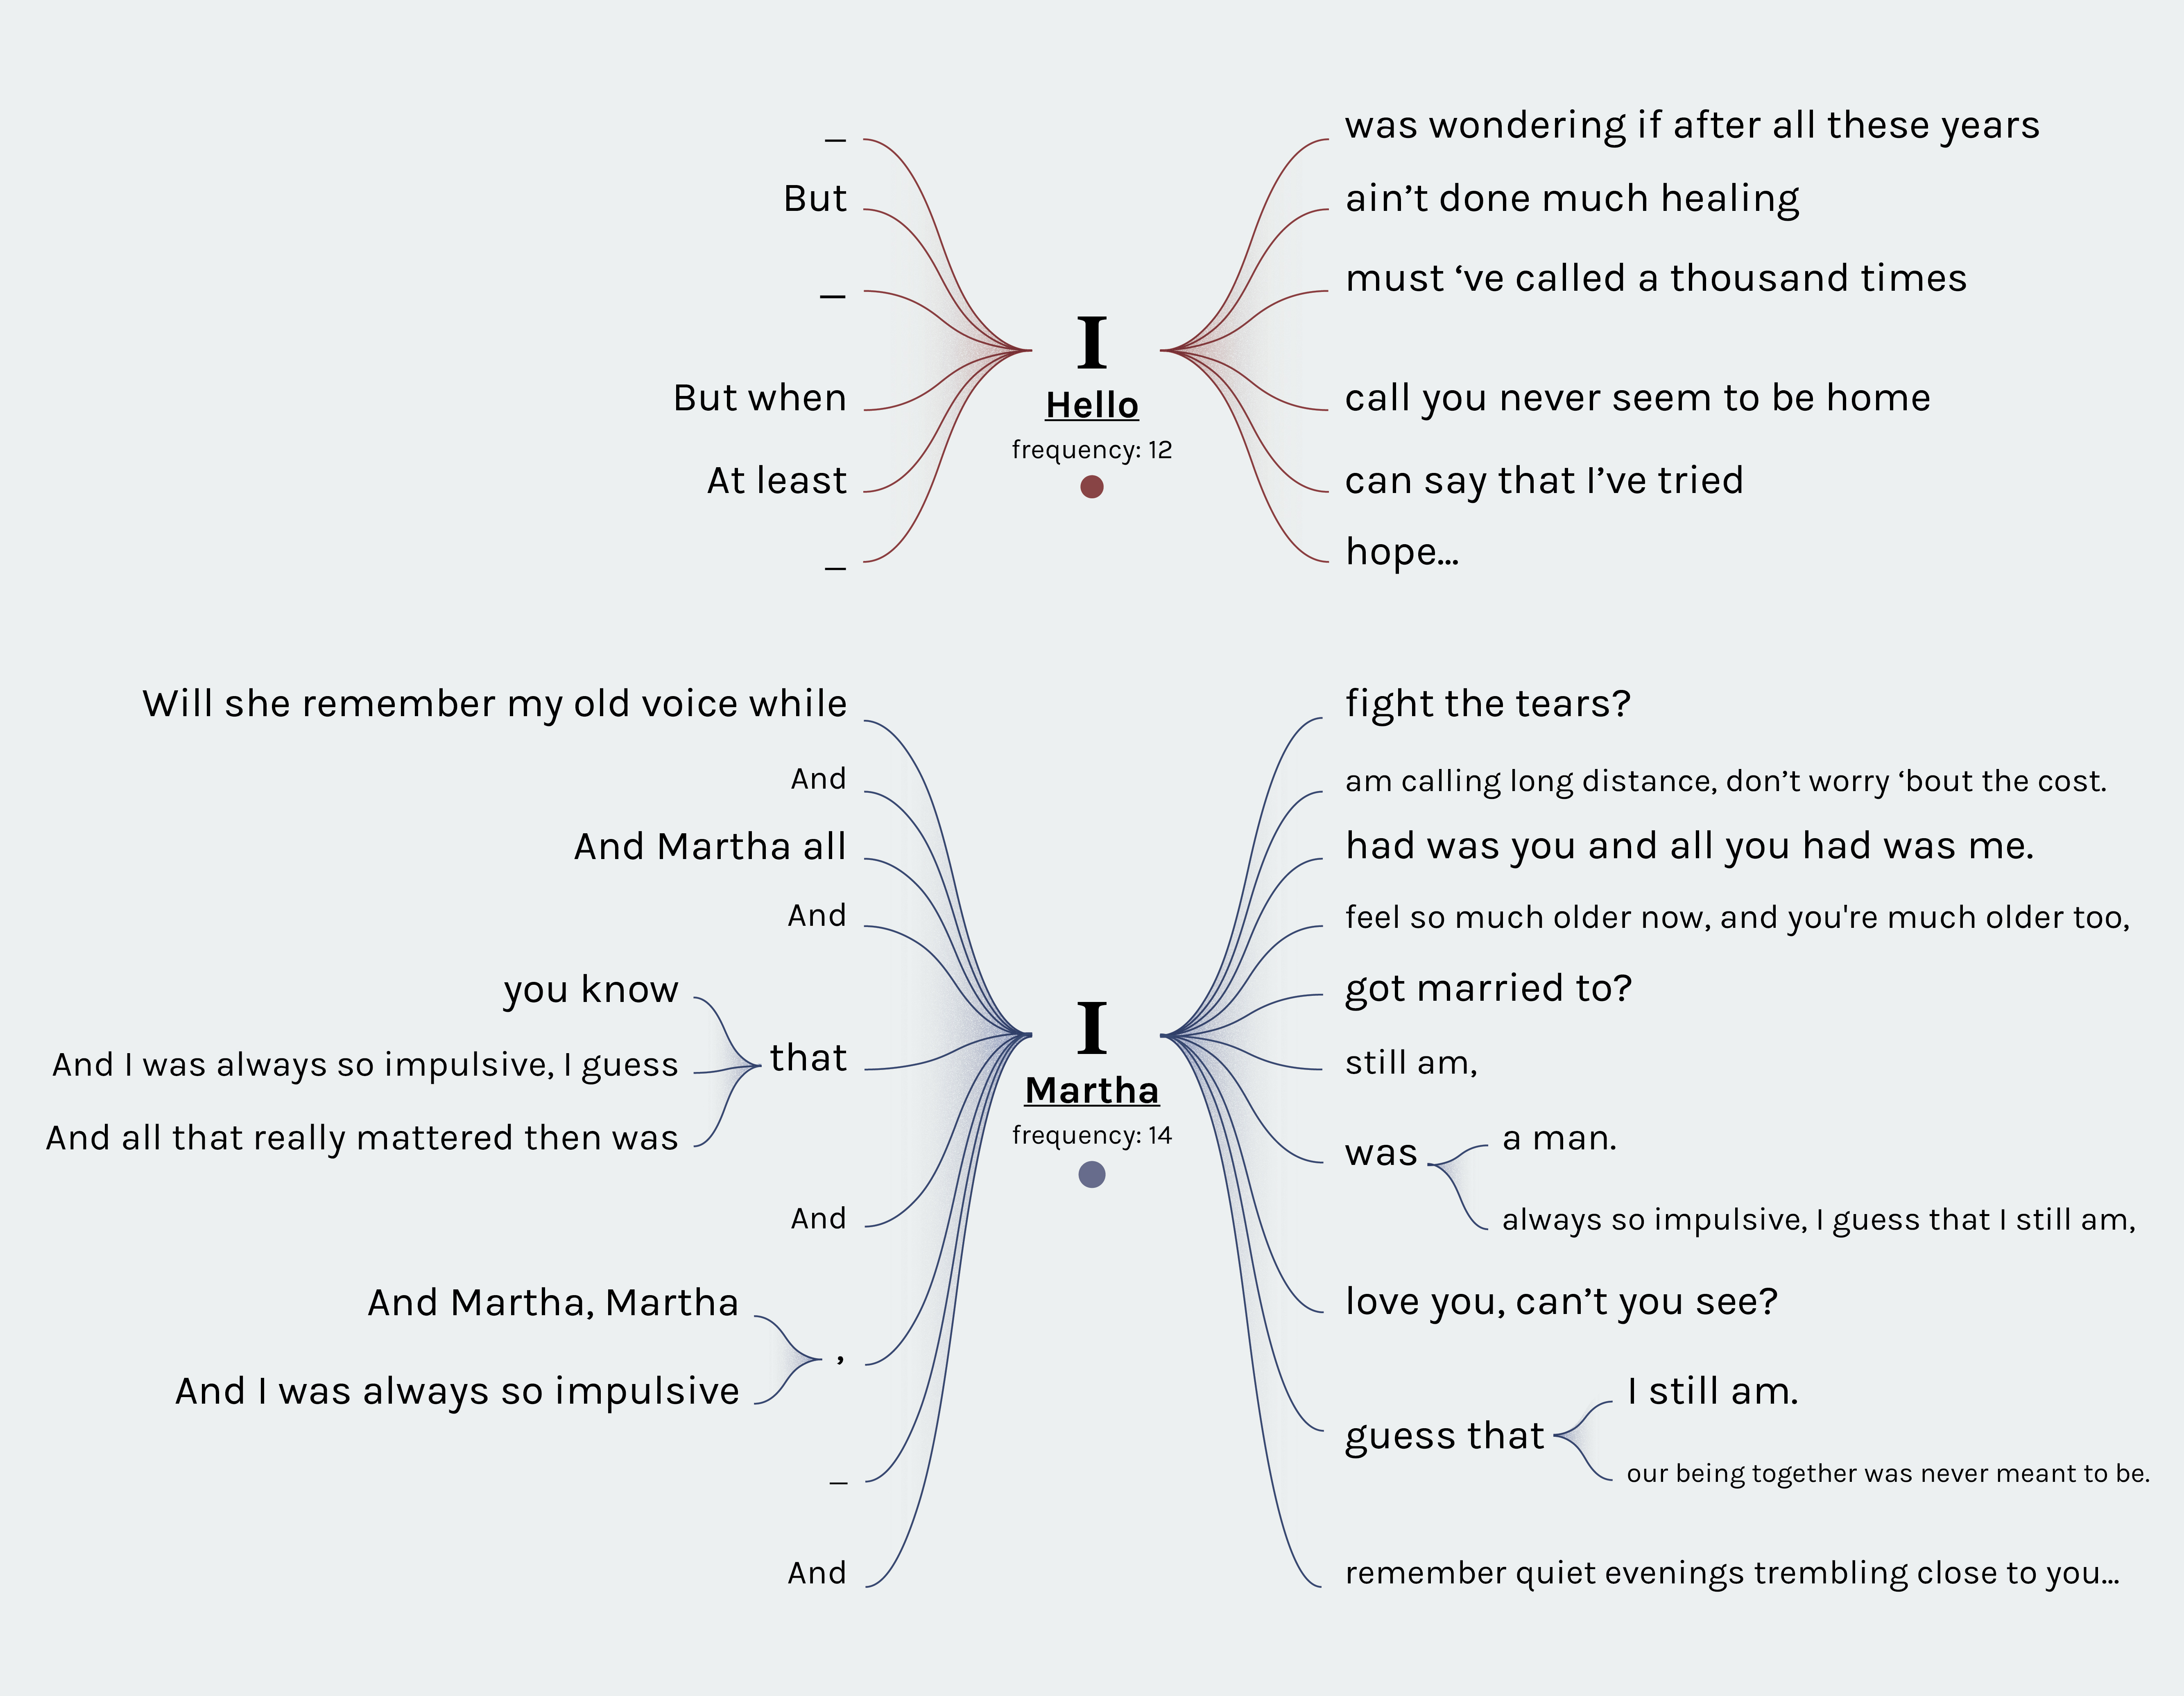 _ was wondering if after all these years
But ain’t done much healing
_ must ‘ve called a thousand times
I
Hello
frequency: 12
But when call you never seem to be home
At least can say that I’ve tried
_ hope...
Will she remember my old voice while fight the tears?
And am calling long distance, don’t worry ‘bout the cost.
And Martha all had was you and all you had was me.
And feel so much older now, and you're much older too,
you know got married to?
that still am,
And I was always so impulsive, I guess
And all that really mattered then was
I
Martha
frequency: 14
was a man.
And always so impulsive, I guess that I still am,
And Martha, Martha love you, can’t you see?
,
And I was always so impulsive I still am.
guess that
_ our being together was never meant to be.
And remember quiet evenings trembling close to you...